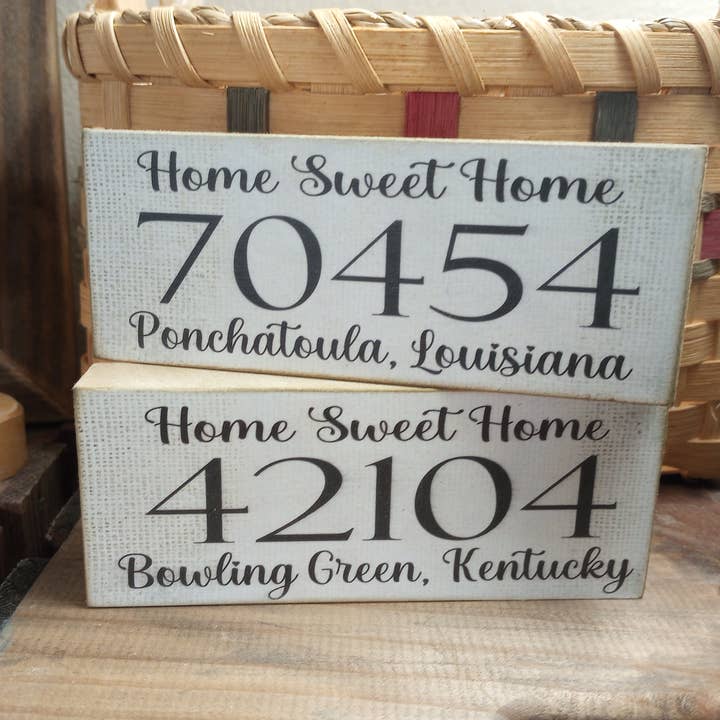 Home Sweet Home
70454
Ponchatoula, Louisiana
Home Sweet Home
42104
Bowling Green, Kentucky